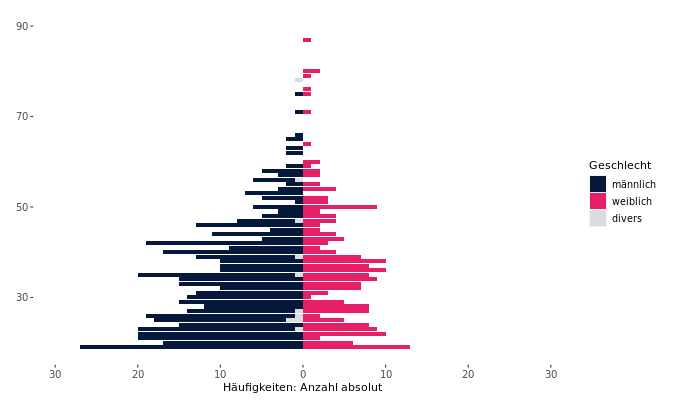 90
70
50
30
30 20 10 0 10 20 30
Häufigkeiten: Anzahl absolut
Geschlecht
männlich
weiblich
divers